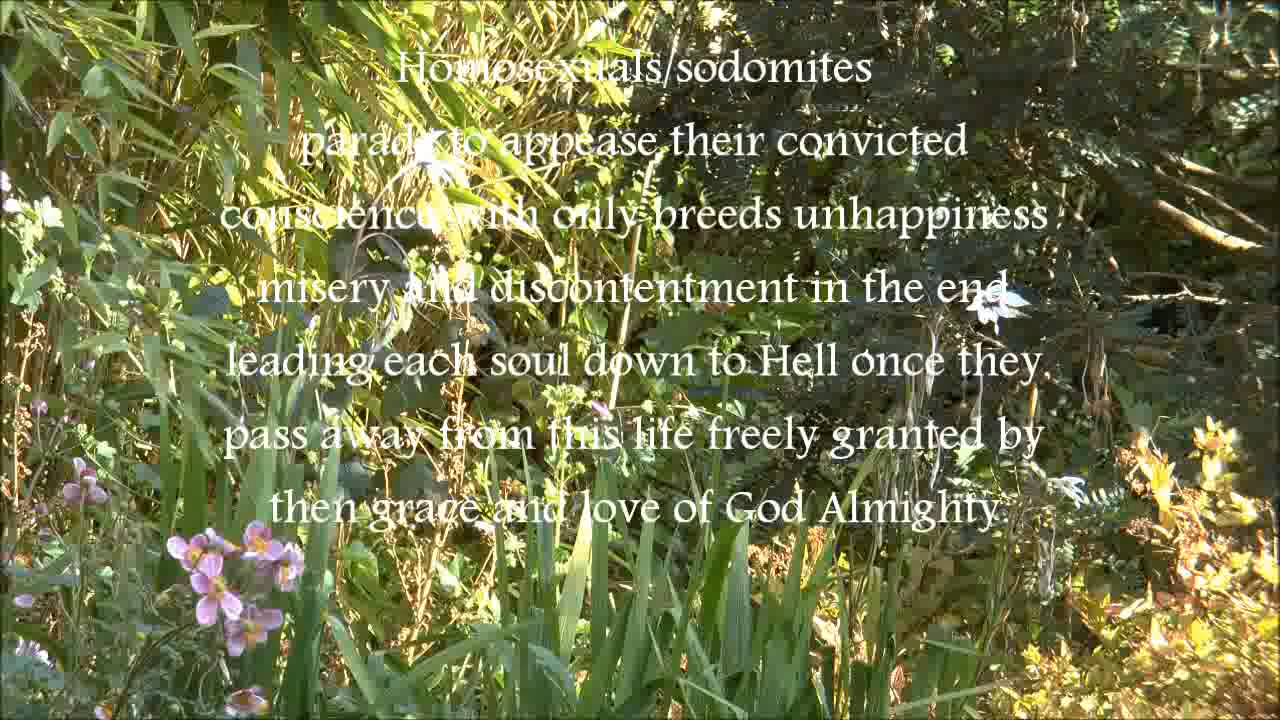 Homosexuals/sodomites
parade to appease their convicted
conscience with only breeds unhappiness
misery and discontentment in the end
leading each soul down to Hell once they
pass away from this life freely granted by
then grace and love of God Almighty.